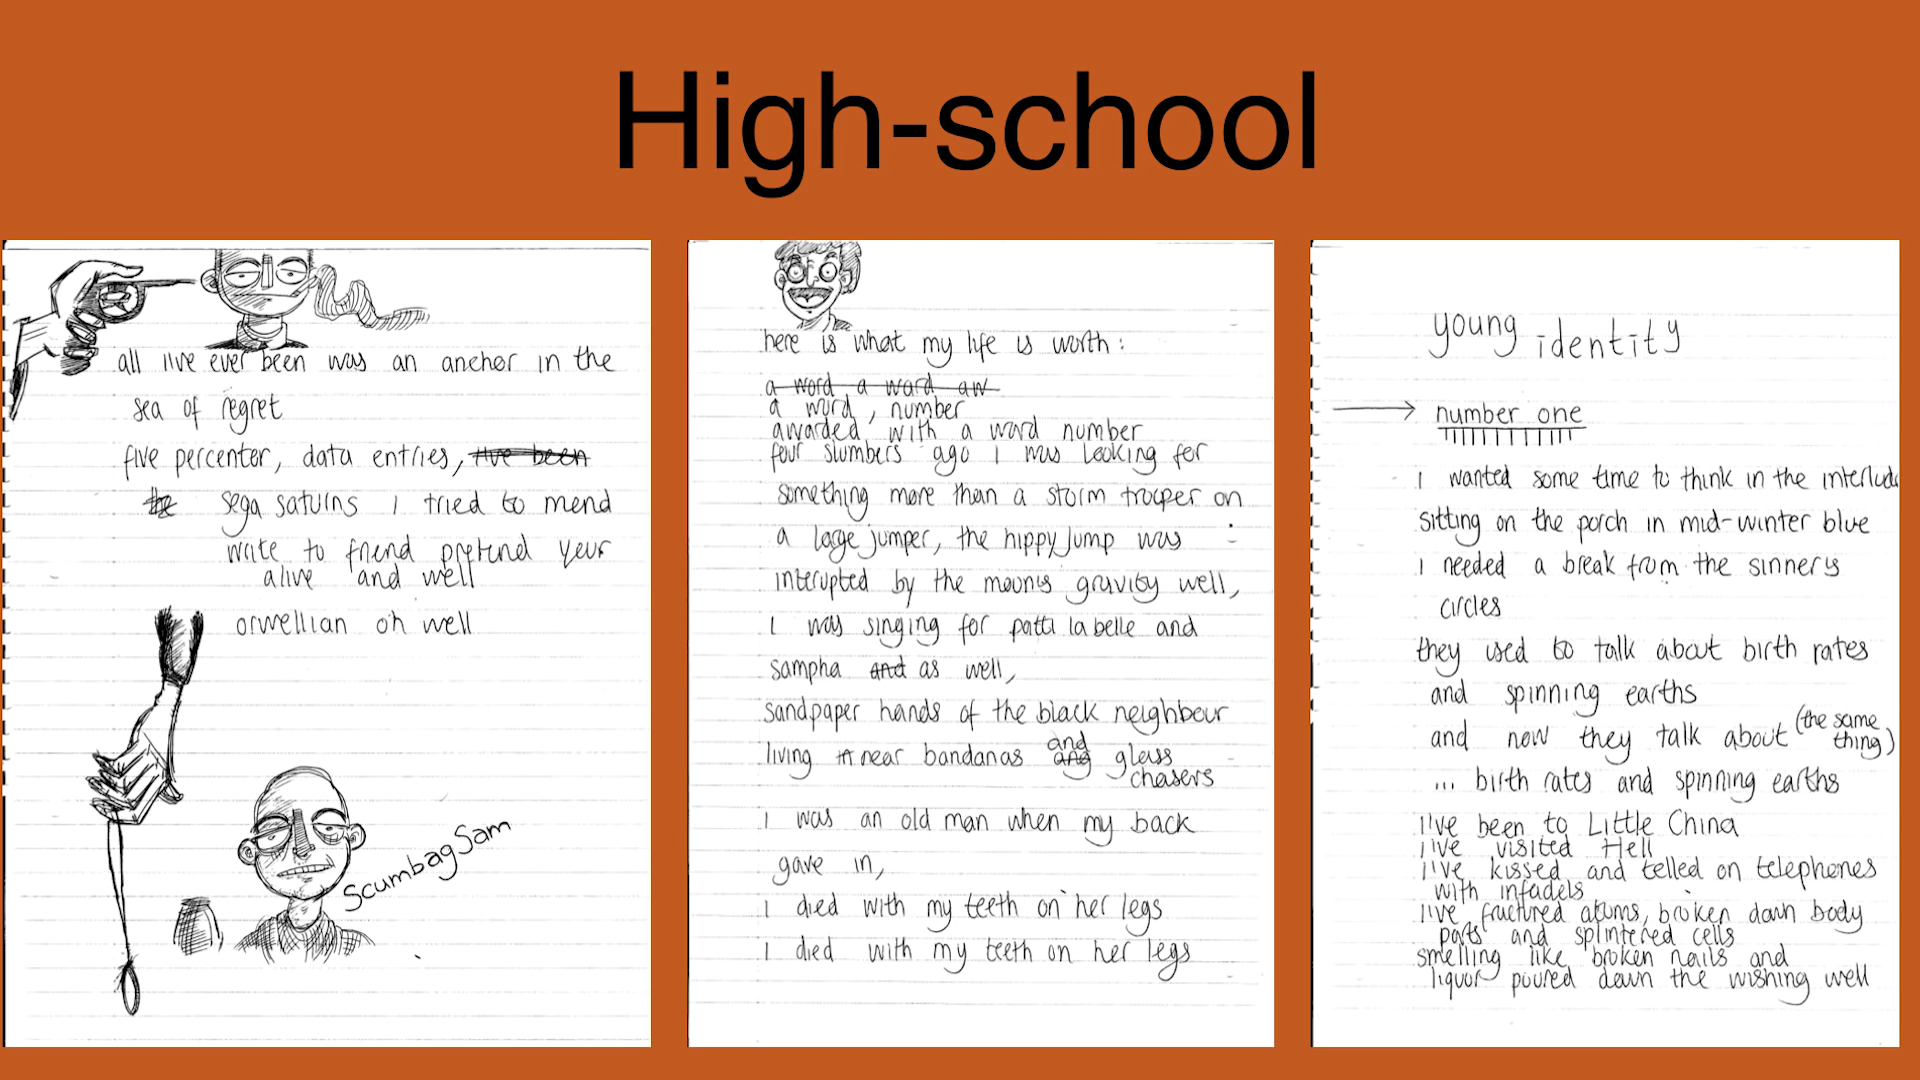 High-school
all i've ever been was an anchor in the
sea of regret
five percenter, data entries, i've been
the sega saturns i tried to mend
write to friend pretend your
alive and well
orwellian oh well
ScumbagSam
here is what my life is worth:
a word a ward aw
a word, number
awarded with a word number
four slumbers ago i was looking for
something more than a storm trooper on
a large jumper, the hippy jump was
interupted by the moon's gravity well,
i was singing for patti labelle and
sampha and as well,
sandpaper hands of the black neighbour
living in near bandanas and and glass
chasers
i was an old man when my back
gave in,
i died with my teeth on her legs
i died with my teeth on her legs
young identity
number one
i wanted some time to think in the interlude
sitting on the porch in mid-winter blue
i needed a break from the sinner's
circles
they used to talk about birth rates
and spinning earths
and now they talk about (the same thing)
... birth rates and spinning earths
i've been to Little China
i've visited Hell
i've kissed and telled on telephones
with infadels
i've fractured atums, broken down body
parts and splintered cells
smelling like broken nails and
liquor poured down the wishing well